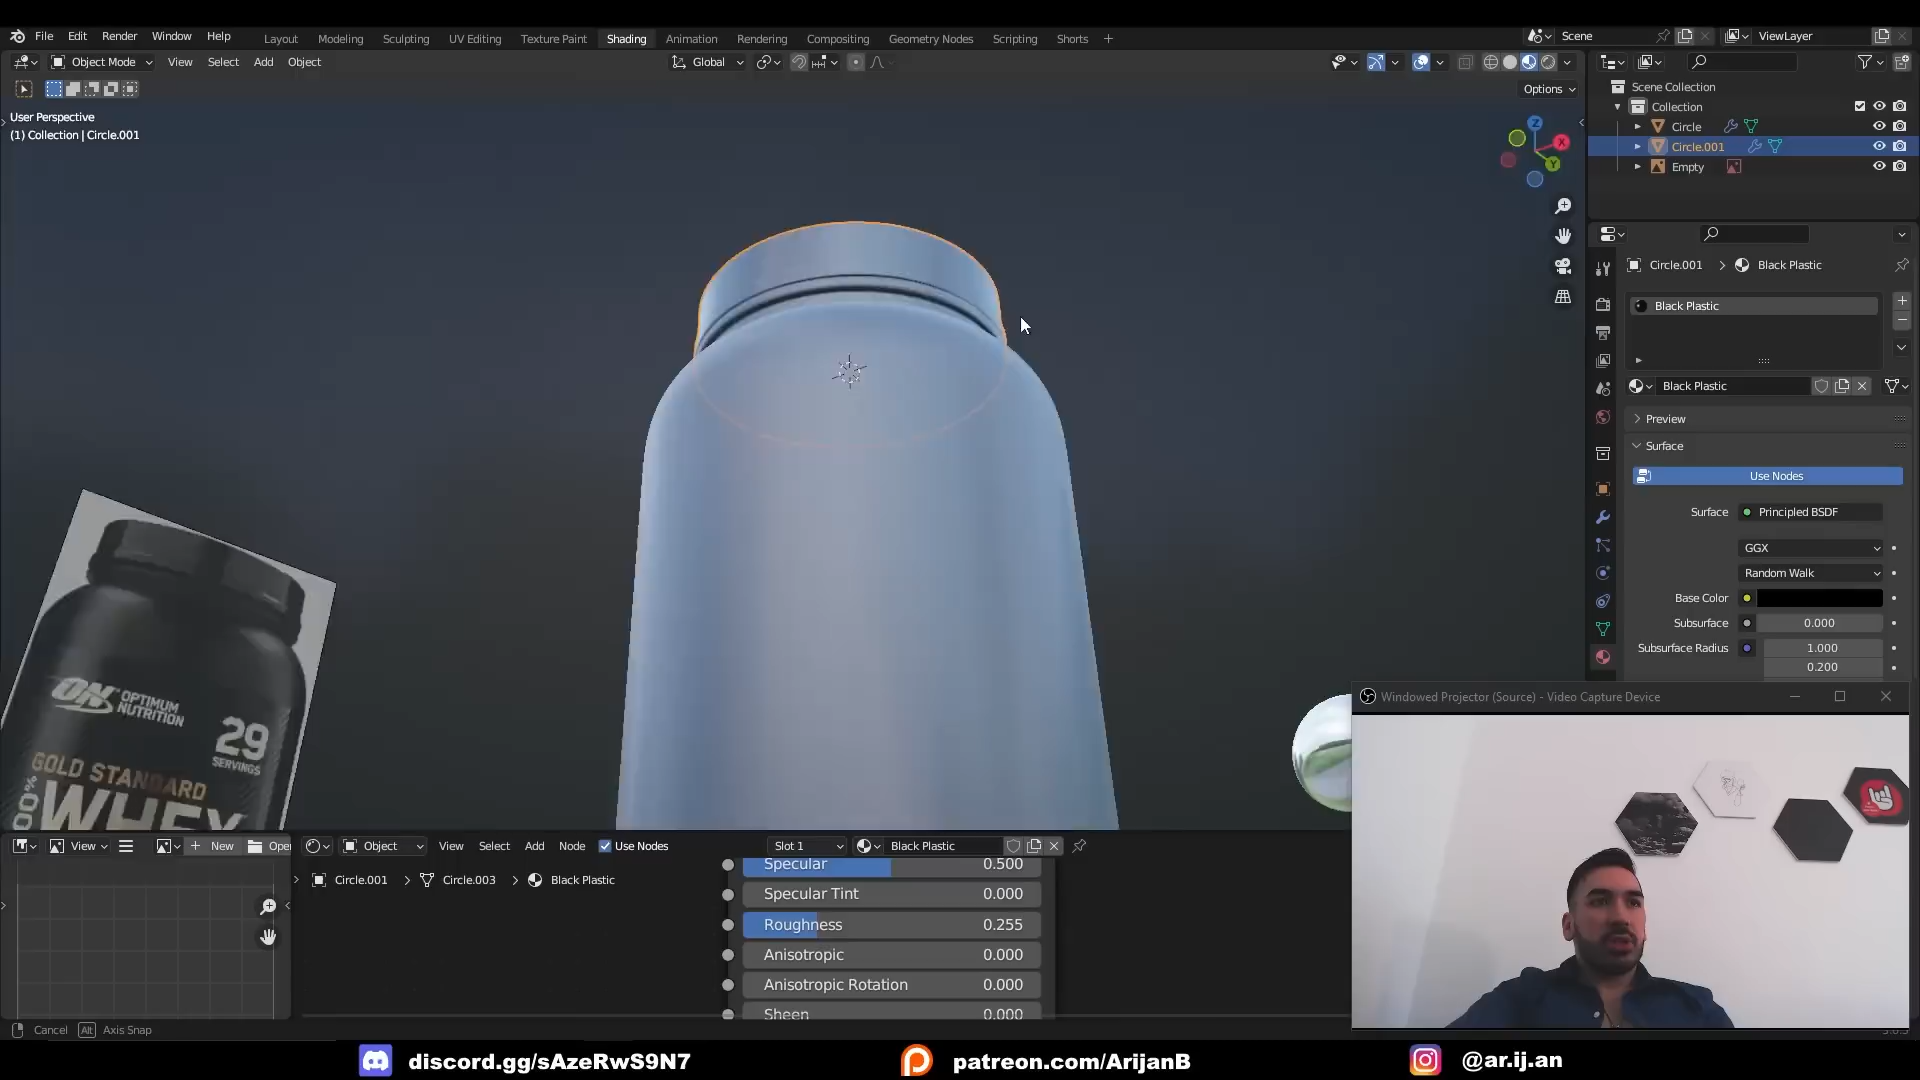 File Edit Render Window Help
Layout Modeling Sculpting UV Editing Texture Paint Shading Animation Rendering Compositing Geometry Nodes Scripting Shorts
Scene
ViewLayer
Object Mode View Select Add Object
Global
Options
User Perspective
(1) Collection | Circle.001
Z
X
Y
Scene Collection
Collection
Circle
Circle.001
Empty
Circle.001 Black Plastic
Black Plastic
Black Plastic
Preview
Surface
Use Nodes
Surface Principled BSDF
GGX
Random Walk
Base Color
Subsurface 0.000
Subsurface Radius 1.000
0.200
Windowed Projector (Source) - Video Capture Device
ON OPTIMUM
NUTRITION
29
SERVINGS
GOLD STANDARD
100%
WHEY
View New Open
Object View Select Add Node Use Nodes Slot 1 Black Plastic
Circle.001 Circle.003 Black Plastic
Specular 0.500
Specular Tint 0.000
Roughness 0.255
Anisotropic 0.000
Anisotropic Rotation 0.000
Sheen 0.000
Cancel Alt Axis Snap
discord.gg/sAzeRwS9N7
patreon.com/ArijanB
@ar.ij.an